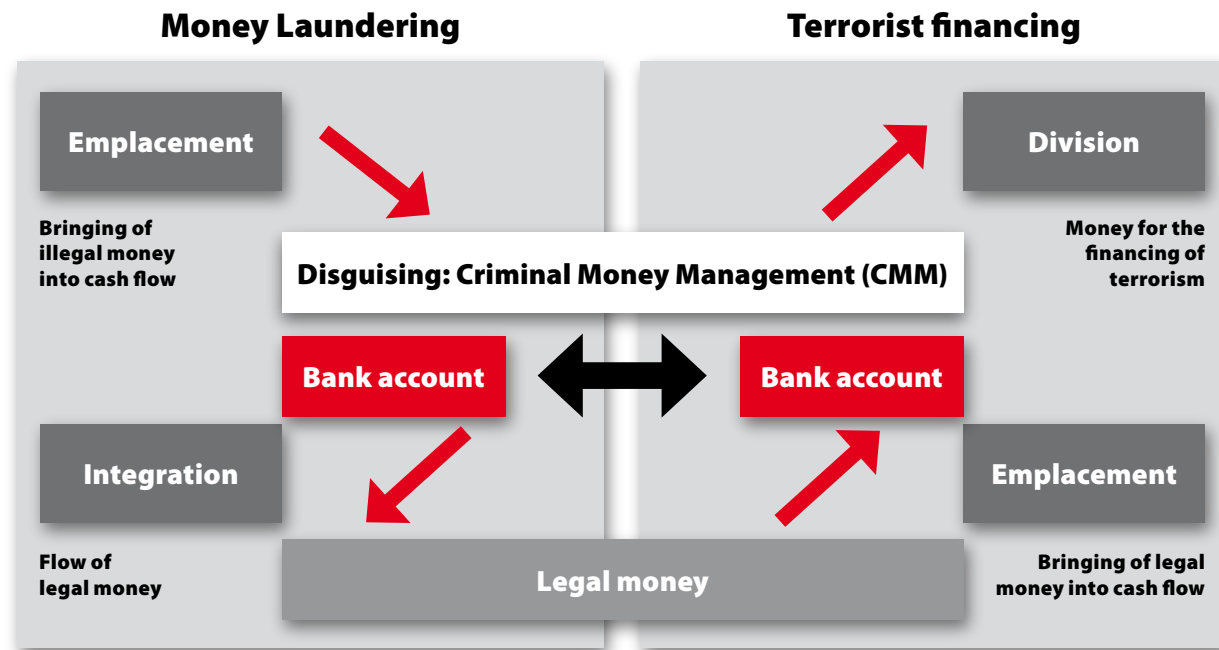 Money Laundering
Terrorist financing
Emplacement
Division
Bringing of
illegal money
into cash flow
Money for the
financing of
terrorism
Disguising: Criminal Money Management (CMM)
Bank account
Bank account
Integration
Emplacement
Flow of
legal money
Legal money
Bringing of legal
money into cash flow